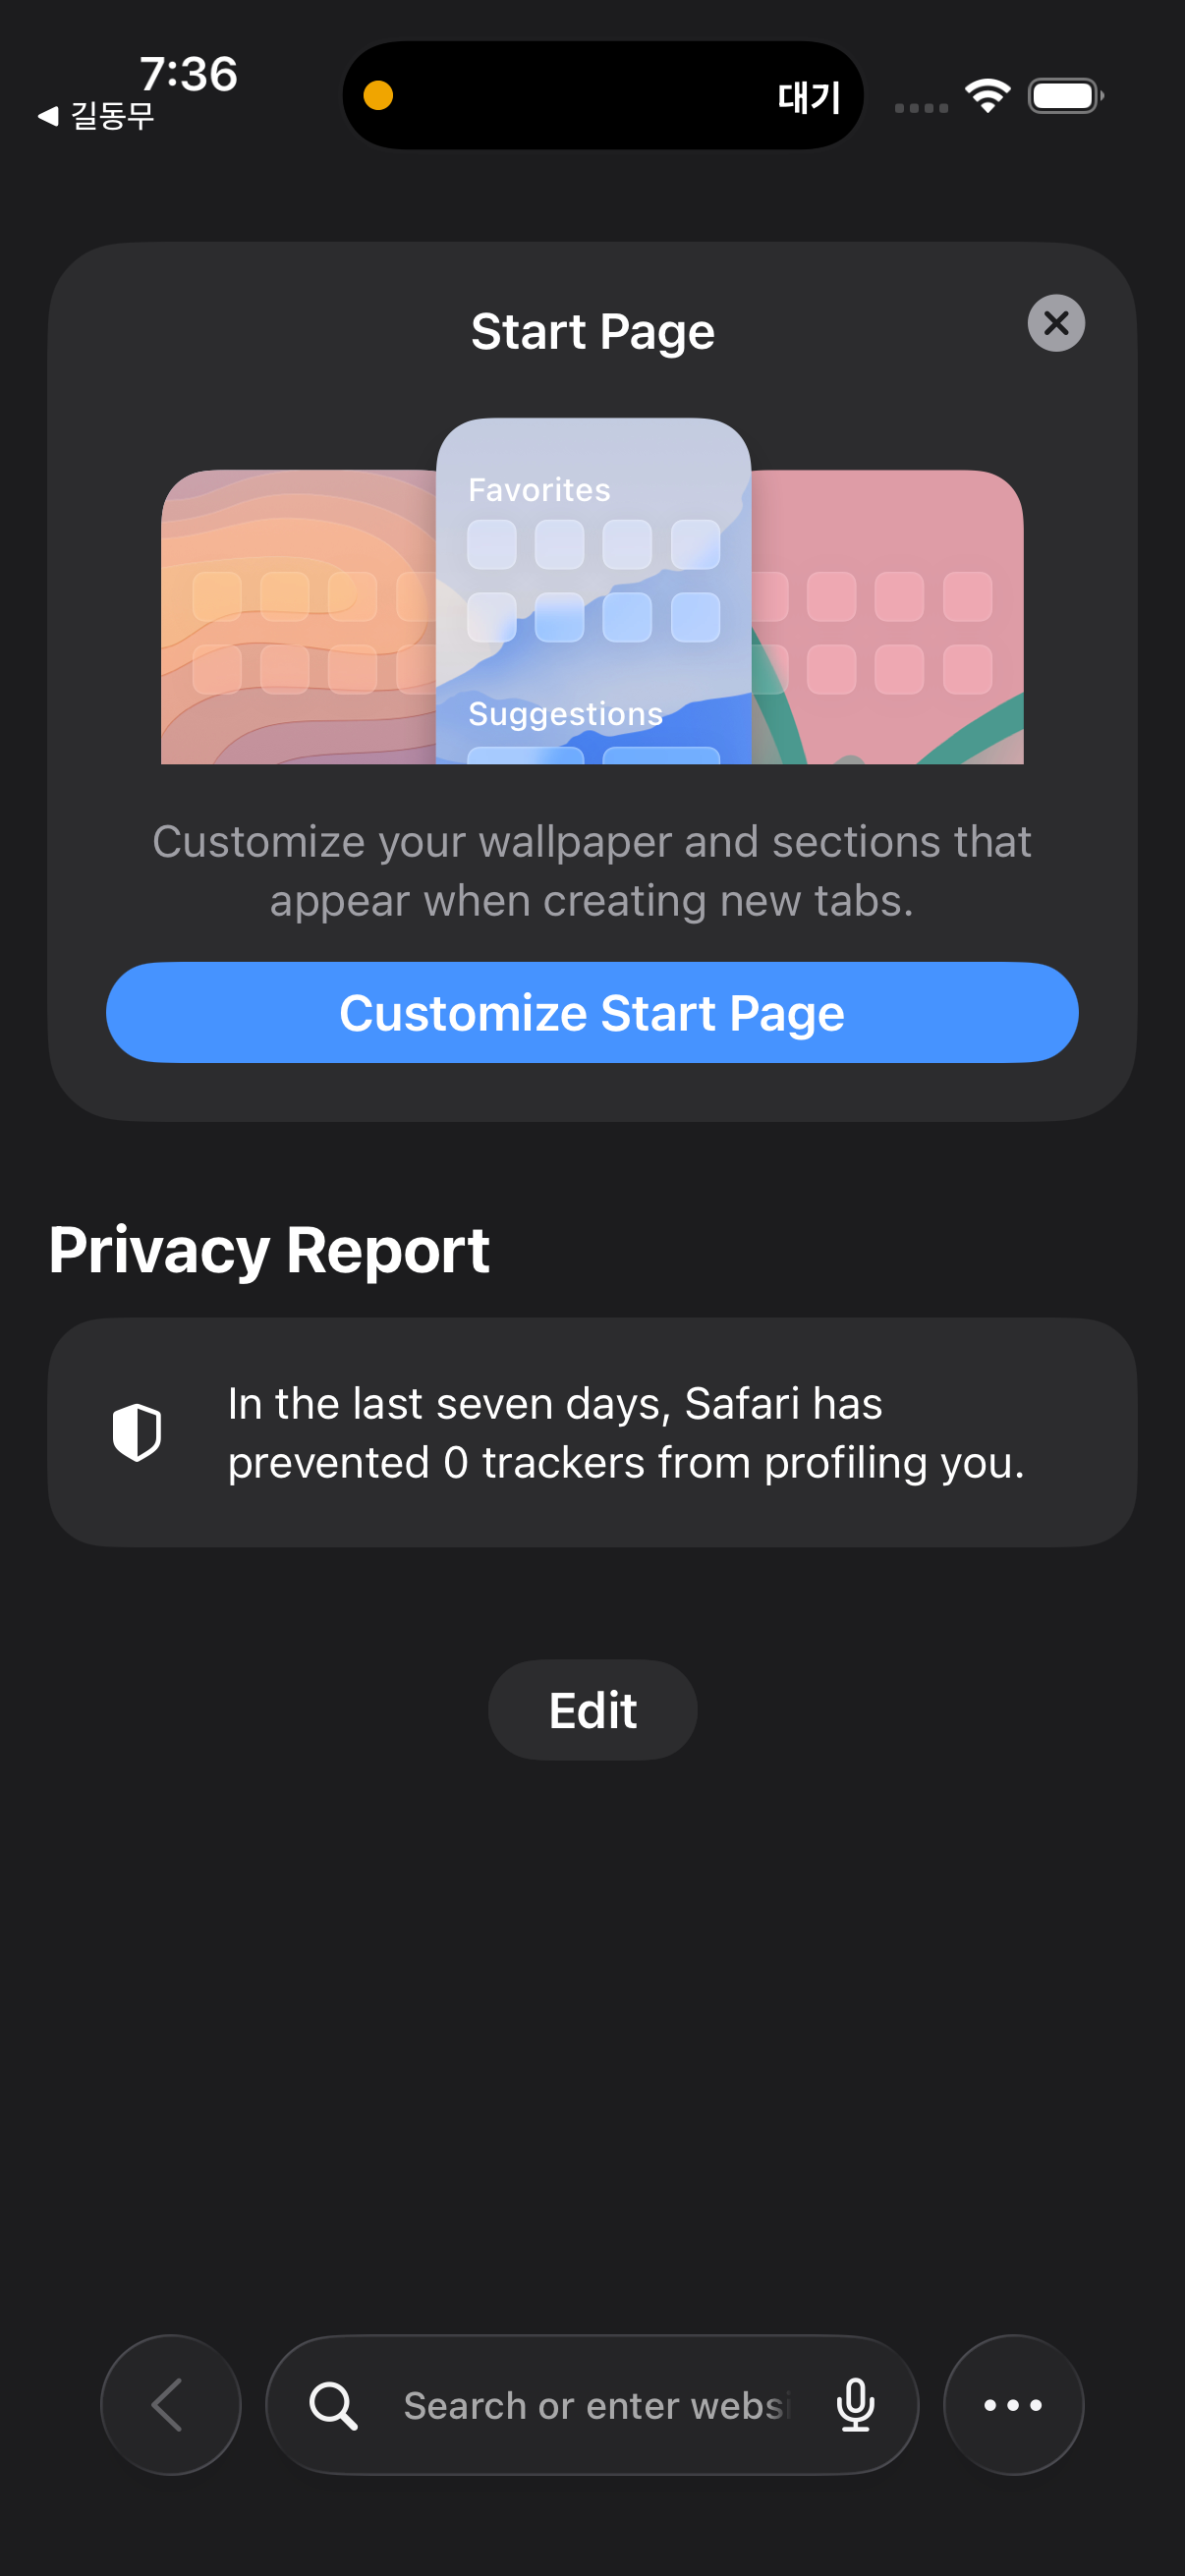 7:36
길동무
대기
Start Page
Favorites
Suggestions
Customize your wallpaper and sections that
appear when creating new tabs.
Customize Start Page
Privacy Report
In the last seven days, Safari has
prevented 0 trackers from profiling you.
Edit
Search or enter websi